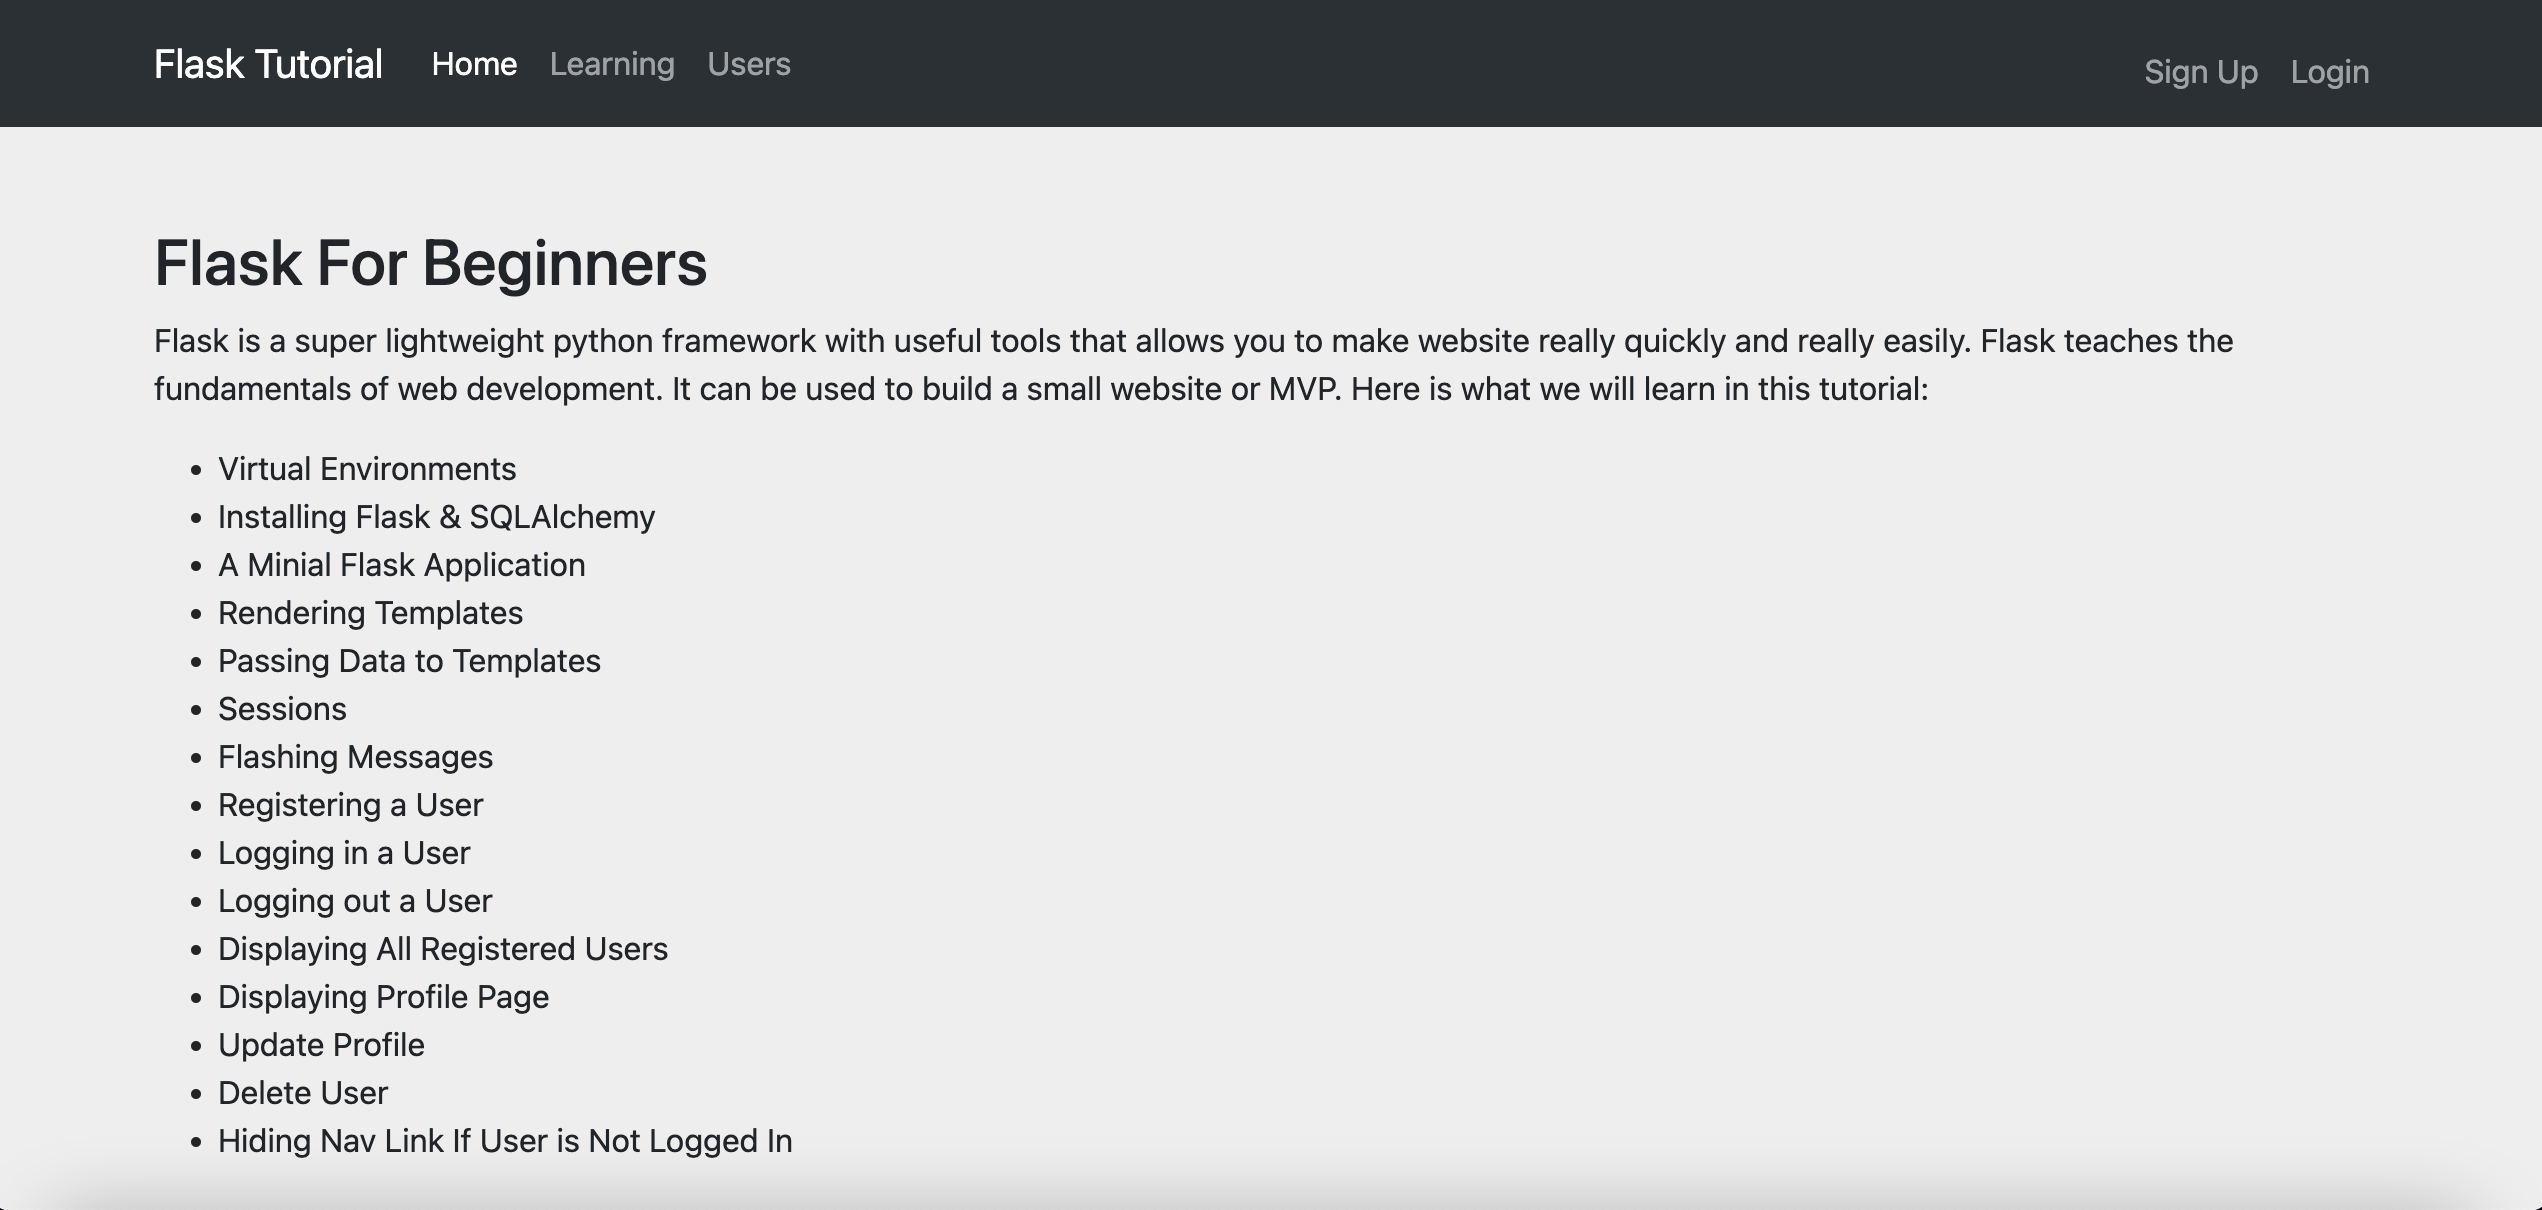 Flask Tutorial Home Learning Users Sign Up Login
Flask For Beginners
Flask is a super lightweight python framework with useful tools that allows you to make website really quickly and really easily. Flask teaches the
fundamentals of web development. It can be used to build a small website or MVP. Here is what we will learn in this tutorial:
• Virtual Environments
• Installing Flask & SQLAlchemy
• A Minial Flask Application
• Rendering Templates
• Passing Data to Templates
• Sessions
• Flashing Messages
• Registering a User
• Logging in a User
• Logging out a User
• Displaying All Registered Users
• Displaying Profile Page
• Update Profile
• Delete User
• Hiding Nav Link If User is Not Logged In